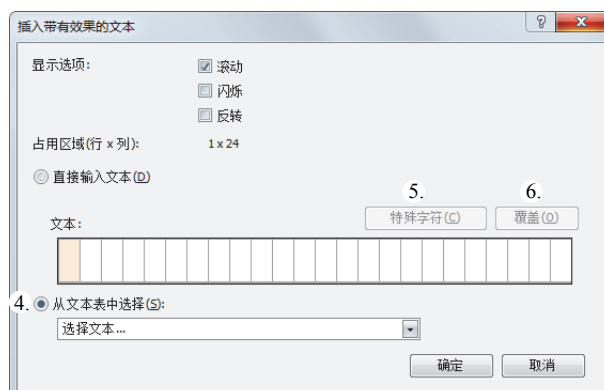 插入带有效果的文本
显示选项:
滚动
闪烁
反转
占用区域(行 x 列): 1 x 24
直接输入文本(D)
5. 6.
文本: 特殊字符(C) 覆盖(O)
4. 从文本表中选择(S):
选择文本...
确定 取消